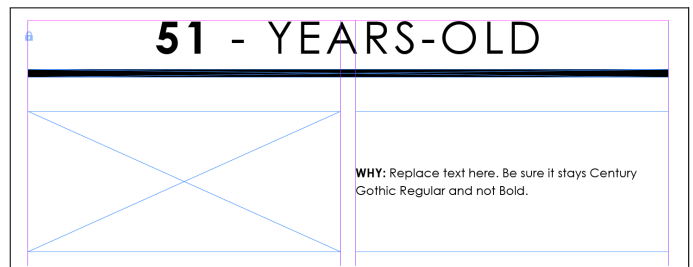 51 - YEARS-OLD
WHY: Replace text here. Be sure it stays Century
Gothic Regular and not Bold.